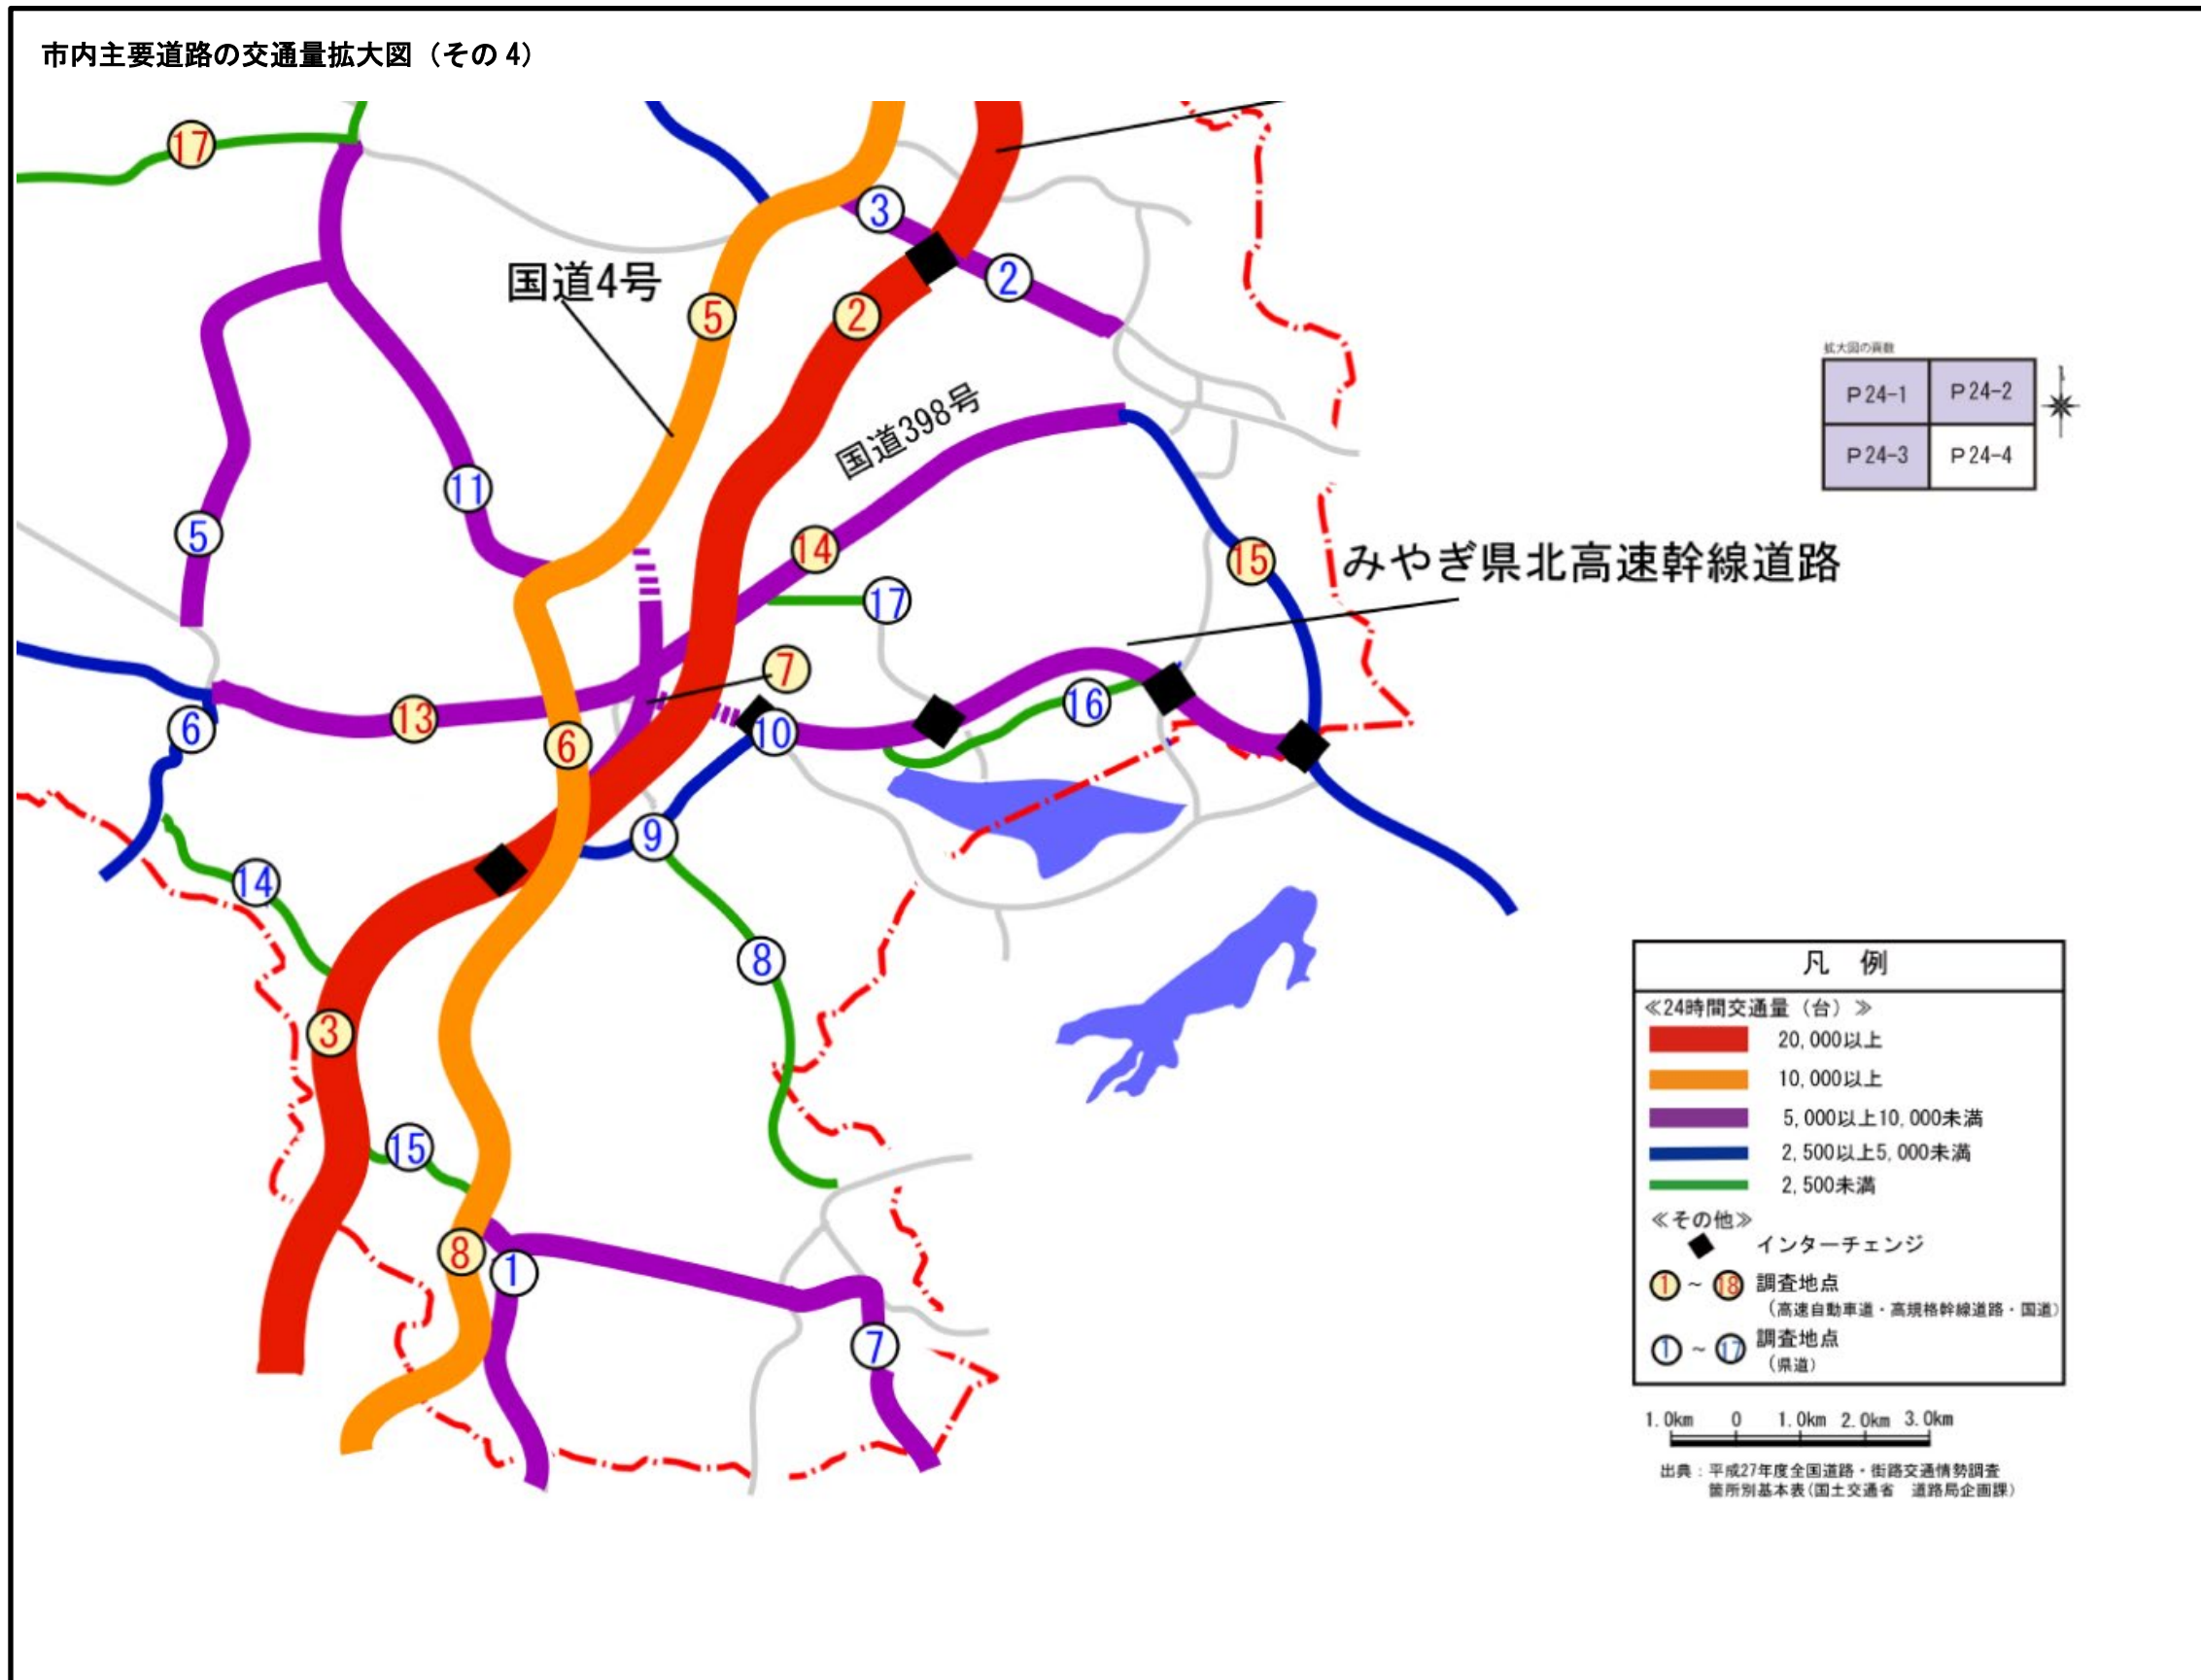 市内主要道路の交通量拡大図（その4）
17
3
国道4号
2
5
2
拡大図の頁数
P24-1
P24-2
P24-3
P24-4
国道398号
11
5
14
15
みやぎ県北高速幹線道路
17
7
16
13
6
10
6
9
14
8
3
15
8
1
7
凡 例
≪24時間交通量（台）≫
20,000以上
10,000以上
5,000以上10,000未満
2,500以上5,000未満
2,500未満
≪その他≫
インターチェンジ
1 ~ 18 調査地点
（高速自動車道・高規格幹線道路・国道）
1 ~ 17 調査地点
（県道）
1.0km 0 1.0km 2.0km 3.0km
出典：平成27年度全国道路・街路交通情勢調査
箇所別基本表（国土交通省 道路局企画課）